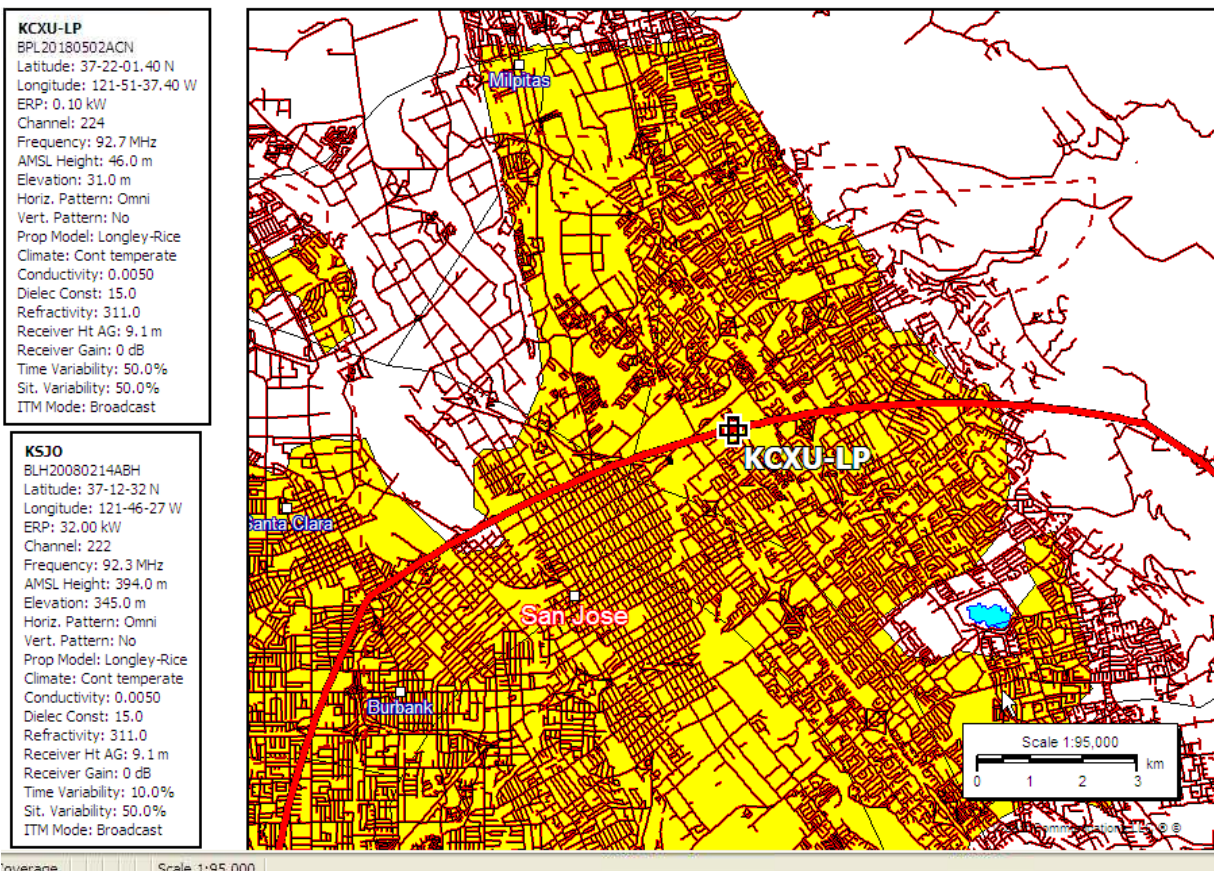 KCXU-LP
BPL20180502ACN
Latitude: 37-22-01.40 N
Longitude: 121-51-37.40 W
ERP: 0.10 kW
Channel: 224
Frequency: 92.7 MHz
AMSL Height: 46.0 m
Elevation: 31.0 m
Horiz. Pattern: Omni
Vert. Pattern: No
Prop Model: Longley-Rice
Climate: Cont temperate
Conductivity: 0.0050
Dielec Const: 15.0
Refractivity: 311.0
Receiver Ht AG: 9.1 m
Receiver Gain: 0 dB
Time Variability: 50.0%
Sit. Variability: 50.0%
ITM Mode: Broadcast
KSJO
BLH20080214ABH
Latitude: 37-12-32 N
Longitude: 121-46-27 W
ERP: 32.00 kW
Channel: 222
Frequency: 92.3 MHz
AMSL Height: 394.0 m
Elevation: 345.0 m
Horiz. Pattern: Omni
Vert. Pattern: No
Prop Model: Longley-Rice
Climate: Cont temperate
Conductivity: 0.0050
Dielec Const: 15.0
Refractivity: 311.0
Receiver Ht AG: 9.1 m
Receiver Gain: 0 dB
Time Variability: 10.0%
Sit. Variability: 50.0%
ITM Mode: Broadcast
Milpitas
KCXU-LP
Santa Clara
San Jose
Burbank
Scale 1:95,000
km
0 1 2 3
Scale 1:95,000